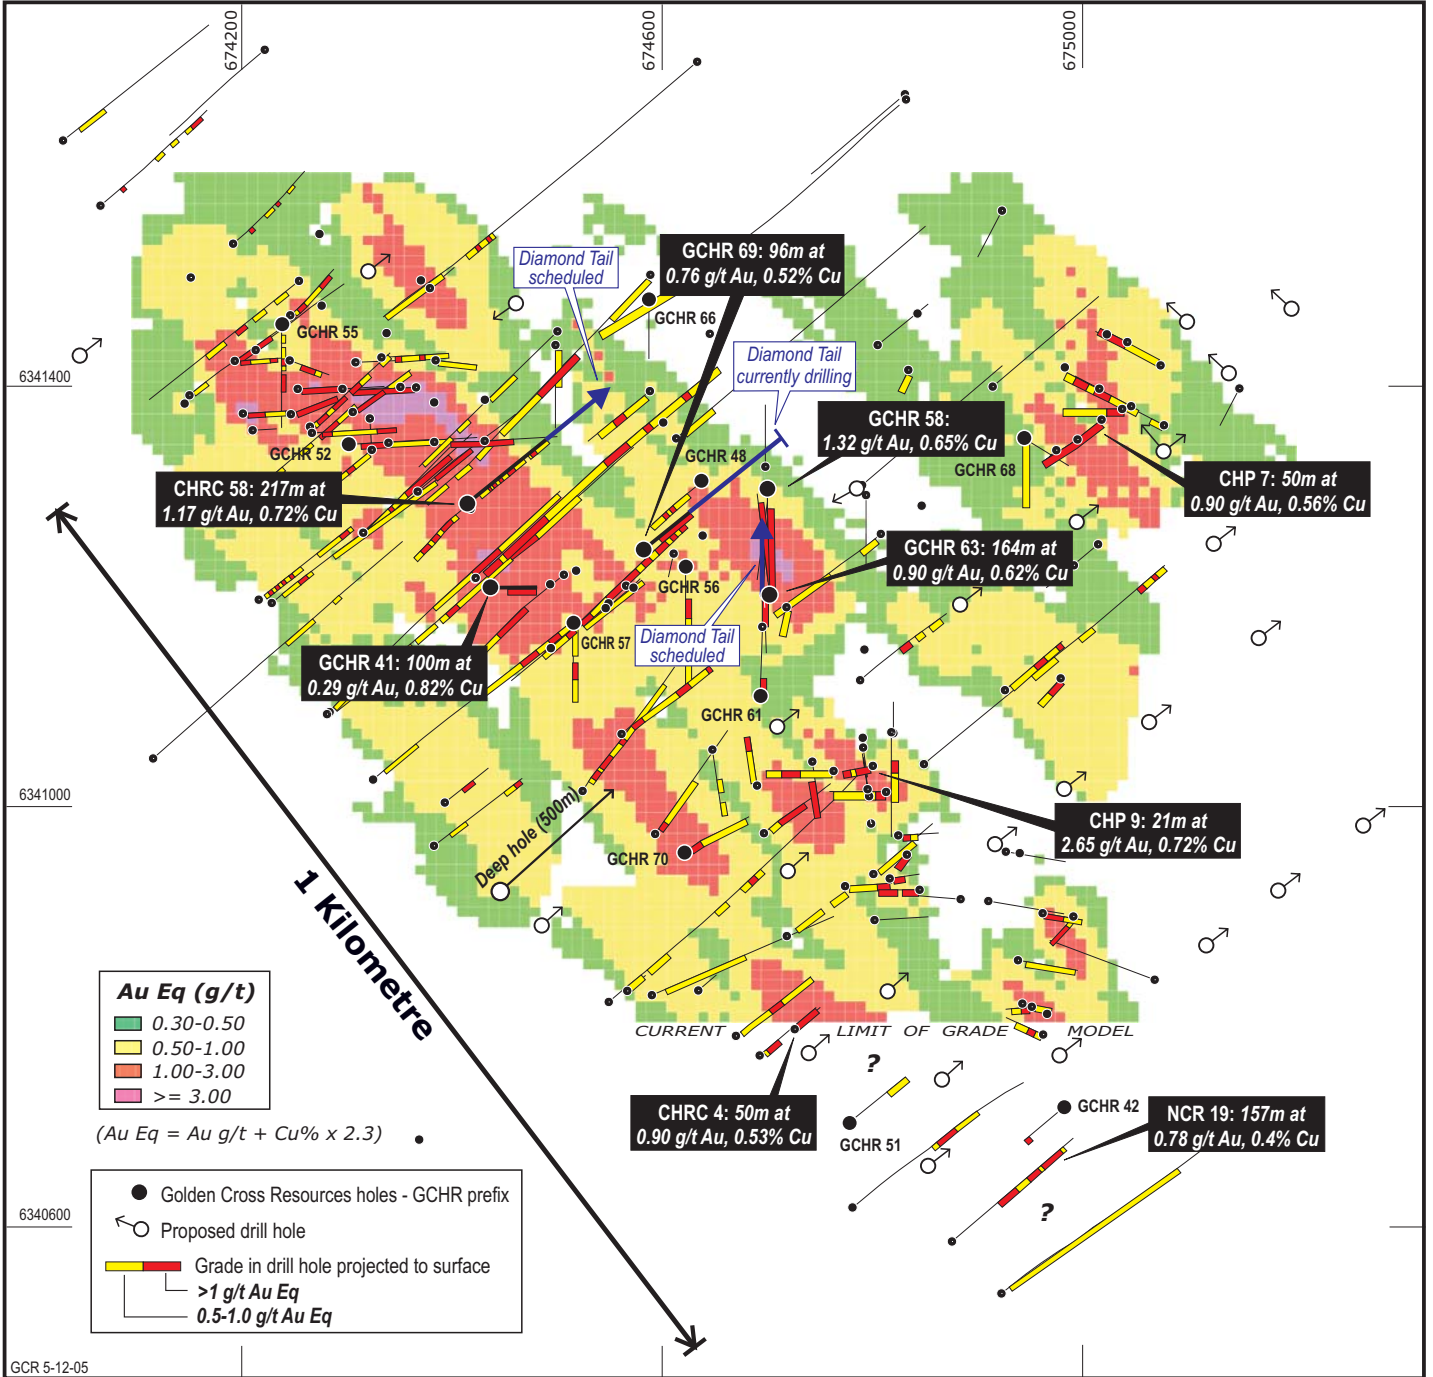 674200
674600
675000
GCHR 69: 96m at
0.76 g/t Au, 0.52% Cu
Diamond Tail
scheduled
GCHR 66
GCHR 55
Diamond Tail
currently drilling
6341400
GCHR 58:
1.32 g/t Au, 0.65% Cu
GCHR 52
GCHR 48
GCHR 68
CHP 7: 50m at
0.90 g/t Au, 0.56% Cu
CHRC 58: 217m at
1.17 g/t Au, 0.72% Cu
GCHR 63: 164m at
0.90 g/t Au, 0.62% Cu
GCHR 56
GCHR 57
Diamond Tail
scheduled
GCHR 41: 100m at
0.29 g/t Au, 0.82% Cu
GCHR 61
6341000
Deep hole (500m)
CHP 9: 21m at
2.65 g/t Au, 0.72% Cu
GCHR 70
1 Kilometre
Au Eq (g/t)
0.30-0.50
0.50-1.00
1.00-3.00
>= 3.00
(Au Eq = Au g/t + Cu% x 2.3)
CURRENT LIMIT OF GRADE MODEL
?
CHRC 4: 50m at
0.90 g/t Au, 0.53% Cu
GCHR 51
GCHR 42
NCR 19: 157m at
0.78 g/t Au, 0.4% Cu
?
6340600
Golden Cross Resources holes - GCHR prefix
Proposed drill hole
Grade in drill hole projected to surface
>1 g/t Au Eq
0.5-1.0 g/t Au Eq
GCR 5-12-05